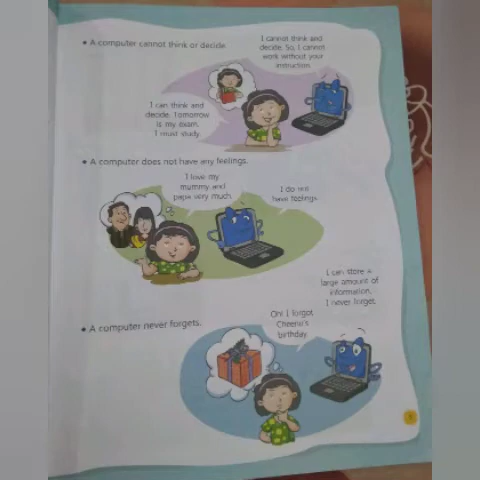 • A computer cannot think or decide.
I cannot think and
decide. So, I cannot
work without your
instruction.
I can think and
decide. Tomorrow
is my exam.
I must study.
• A computer does not have any feelings.
I love my
mummy and
papa very much.
I do not
have feelings.
I can store a
large amount of
information.
I never forget.
Oh! I forgot
Cheenu's
birthday.
• A computer never forgets.